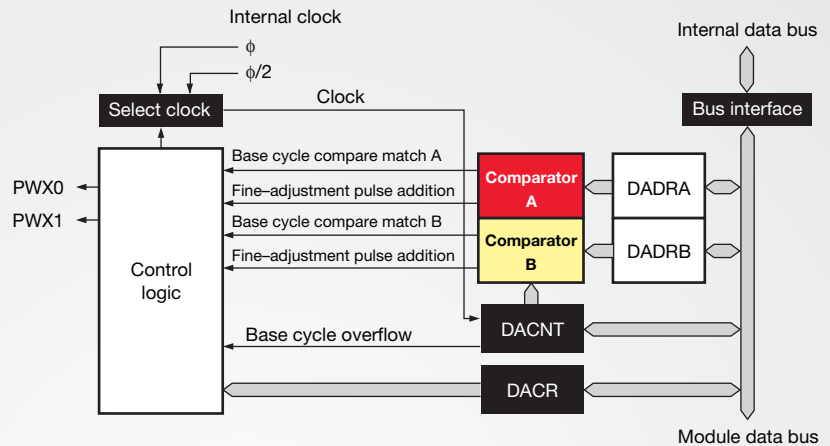 Internal clock
ϕ
ϕ/2
Internal data bus
Select clock
Clock
Bus interface
Base cycle compare match A
Fine–adjustment pulse addition
Base cycle compare match B
Fine–adjustment pulse addition
Comparator
A
DADRA
PWX0
PWX1
Comparator
B
DADRB
Control
logic
Base cycle overflow
DACNT
DACR
Module data bus